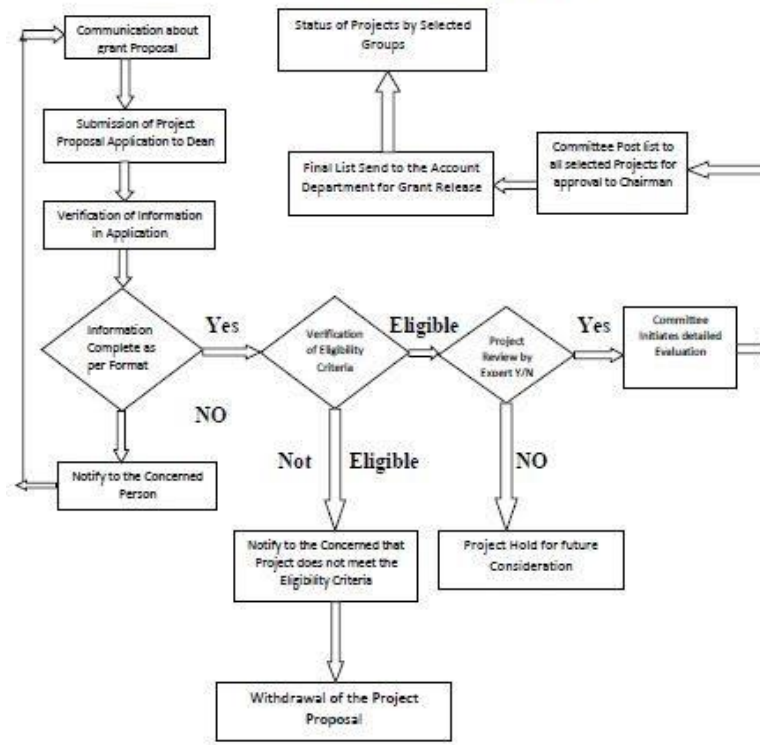 Communication about
grant Proposal
Status of Projects by Selected
Groups
Submission of Project
Proposal Application to Dean
Final List Send to the Account
Department for Grant Release
Committee Post list to
all selected Projects for
approval to Chairman
Verification of Information
in Application
Information
Complete as
per Format
Yes
Verification
of Eligibility
Criteria
Eligible
Project
Review by
Expert Y/N
Yes
Committee
Initiates detailed
Evaluation
NO
Notify to the Concerned
Person
Not Eligible
NO
Notify to the Concerned that
Project does not meet the
Eligibility Criteria
Project Hold for future
Consideration
Withdrawal of the Project
Proposal